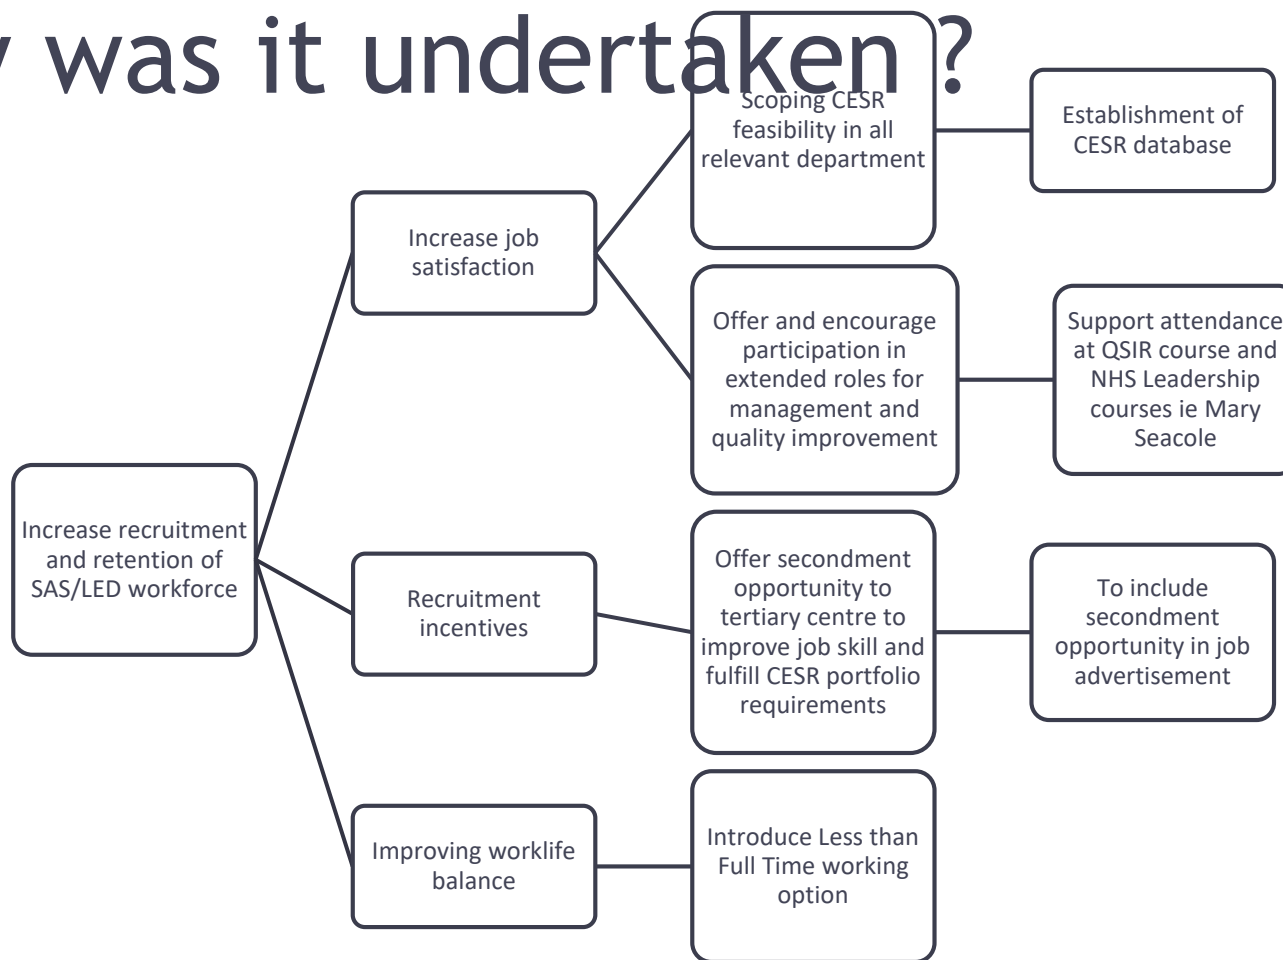 y was it undertaken ?
Scoping CESR
feasibility in all
relevant department
Establishment of
CESR database
Increase job
satisfaction
Offer and encourage
participation in
extended roles for
management and
quality improvement
Support attendance
at QSIR course and
NHS Leadership
courses ie Mary
Seacole
Increase recruitment
and retention of
SAS/LED workforce
Recruitment
incentives
Offer secondment
opportunity to
tertiary centre to
improve job skill and
fulfill CESR portfolio
requirements
To include
secondment
opportunity in job
advertisement
Improving worklife
balance
Introduce Less than
Full Time working
option